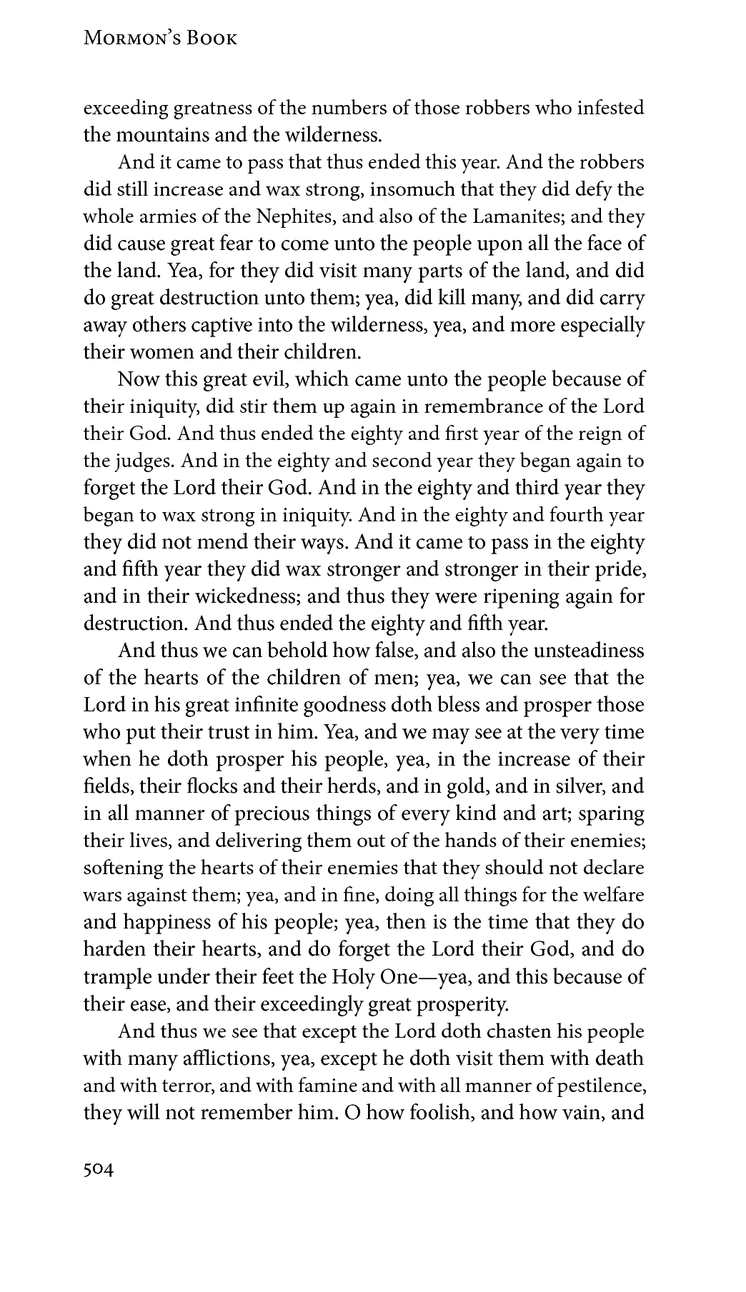 Mormon's Book
exceeding greatness of the numbers of those robbers who infested
the mountains and the wilderness.
And it came to pass that thus ended this year. And the robbers
did still increase and wax strong, insomuch that they did defy the
whole armies of the Nephites, and also of the Lamanites; and they
did cause great fear to come unto the people upon all the face of
the land. Yea, for they did visit many parts of the land, and did
do great destruction unto them; yea, did kill many, and did carry
away others captive into the wilderness, yea, and more especially
their women and their children.
Now this great evil, which came unto the people because of
their iniquity, did stir them up again in remembrance of the Lord
their God. And thus ended the eighty and first year of the reign of
the judges. And in the eighty and second year they began again to
forget the Lord their God. And in the eighty and third year they
began to wax strong in iniquity. And in the eighty and fourth year
they did not mend their ways. And it came to pass in the eighty
and fifth year they did wax stronger and stronger in their pride,
and in their wickedness; and thus they were ripening again for
destruction. And thus ended the eighty and fifth year.
And thus we can behold how false, and also the unsteadiness
of the hearts of the children of men; yea, we can see that the
Lord in his great infinite goodness doth bless and prosper those
who put their trust in him. Yea, and we may see at the very time
when he doth prosper his people, yea, in the increase of their
fields, their flocks and their herds, and in gold, and in silver, and
in all manner of precious things of every kind and art; sparing
their lives, and delivering them out of the hands of their enemies;
softening the hearts of their enemies that they should not declare
wars against them; yea, and in fine, doing all things for the welfare
and happiness of his people; yea, then is the time that they do
harden their hearts, and do forget the Lord their God, and do
trample under their feet the Holy One—yea, and this because of
their ease, and their exceedingly great prosperity.
And thus we see that except the Lord doth chasten his people
with many afflictions, yea, except he doth visit them with death
and with terror, and with famine and with all manner of pestilence,
they will not remember him. O how foolish, and how vain, and
504